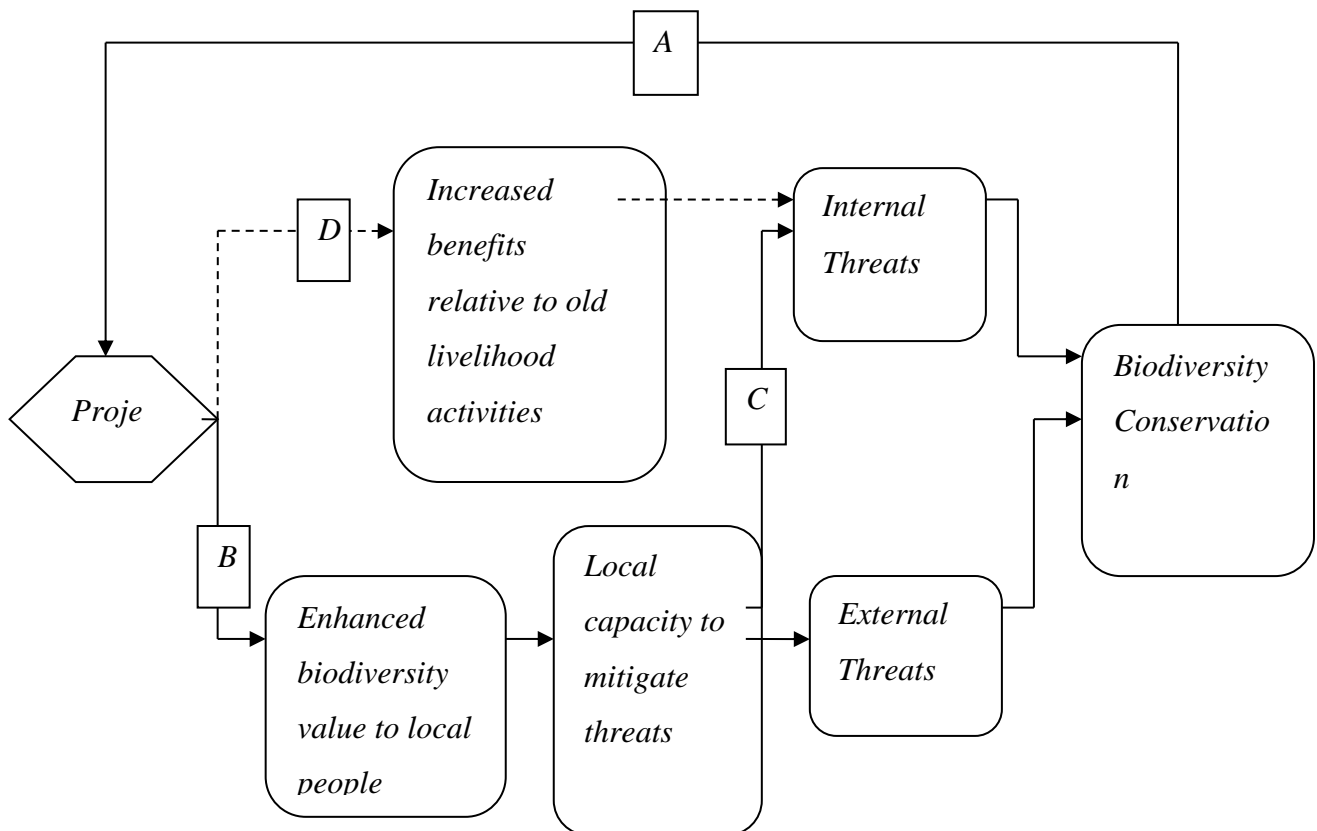 A
Increased
benefits
relative to old
livelihood
activities
D
Internal
Threats
C
Biodiversity
Conservatio
n
Proje
B
Enhanced
biodiversity
value to local
people
Local
capacity to
mitigate
threats
External
Threats